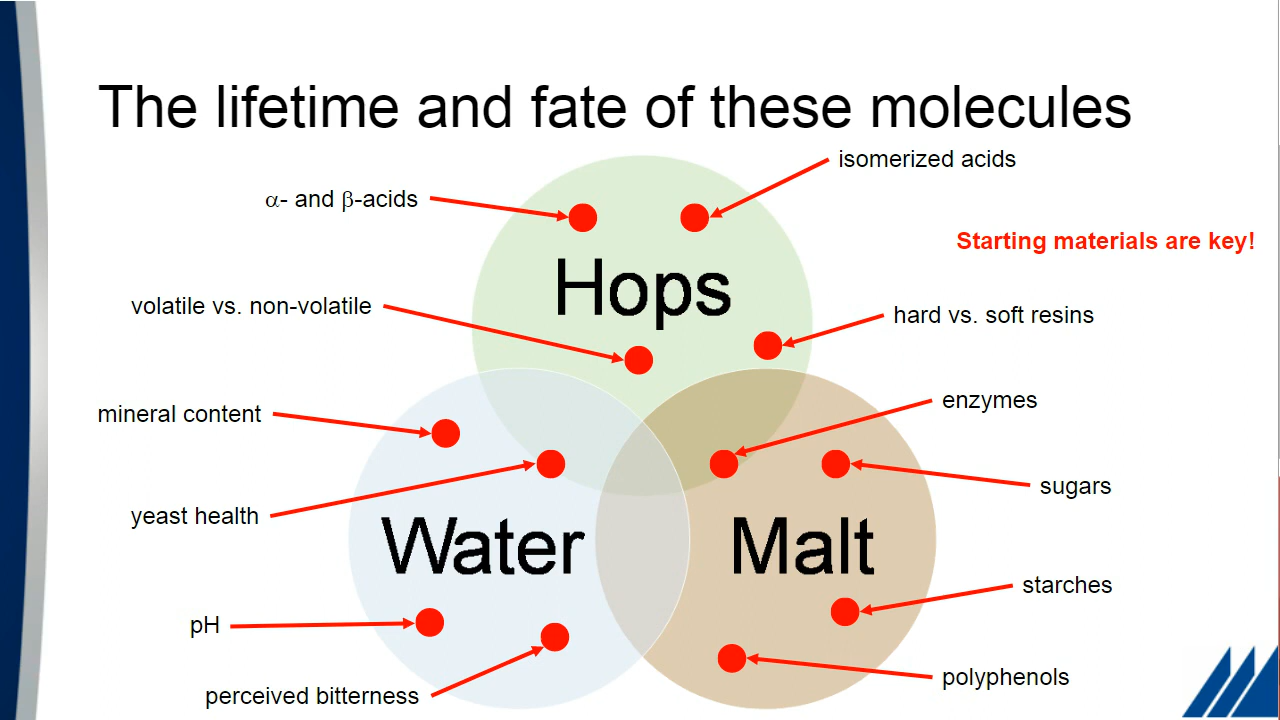 The lifetime and fate of these molecules
isomerized acids
α- and β-acids
Starting materials are key!
Hops
volatile vs. non-volatile
hard vs. soft resins
mineral content
enzymes
sugars
yeast health
Water
Malt
starches
pH
polyphenols
perceived bitterness